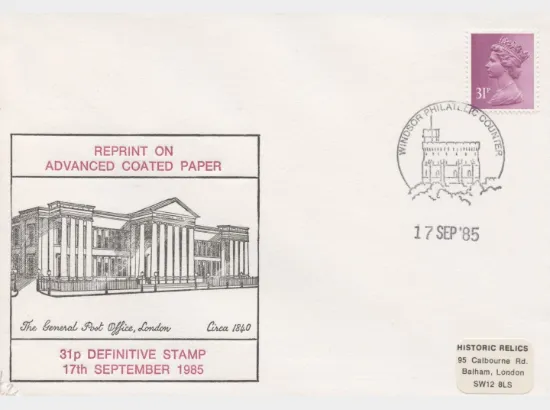 31P
WINDSOR PHILATELIC COUNTER
17 SEP '85
REPRINT ON
ADVANCED COATED PAPER
The General Post Office, London Circa 1840
31p DEFINITIVE STAMP
17th SEPTEMBER 1985
HISTORIC RELICS
95 Calbourne Rd.
Balham, London
SW12 8LS